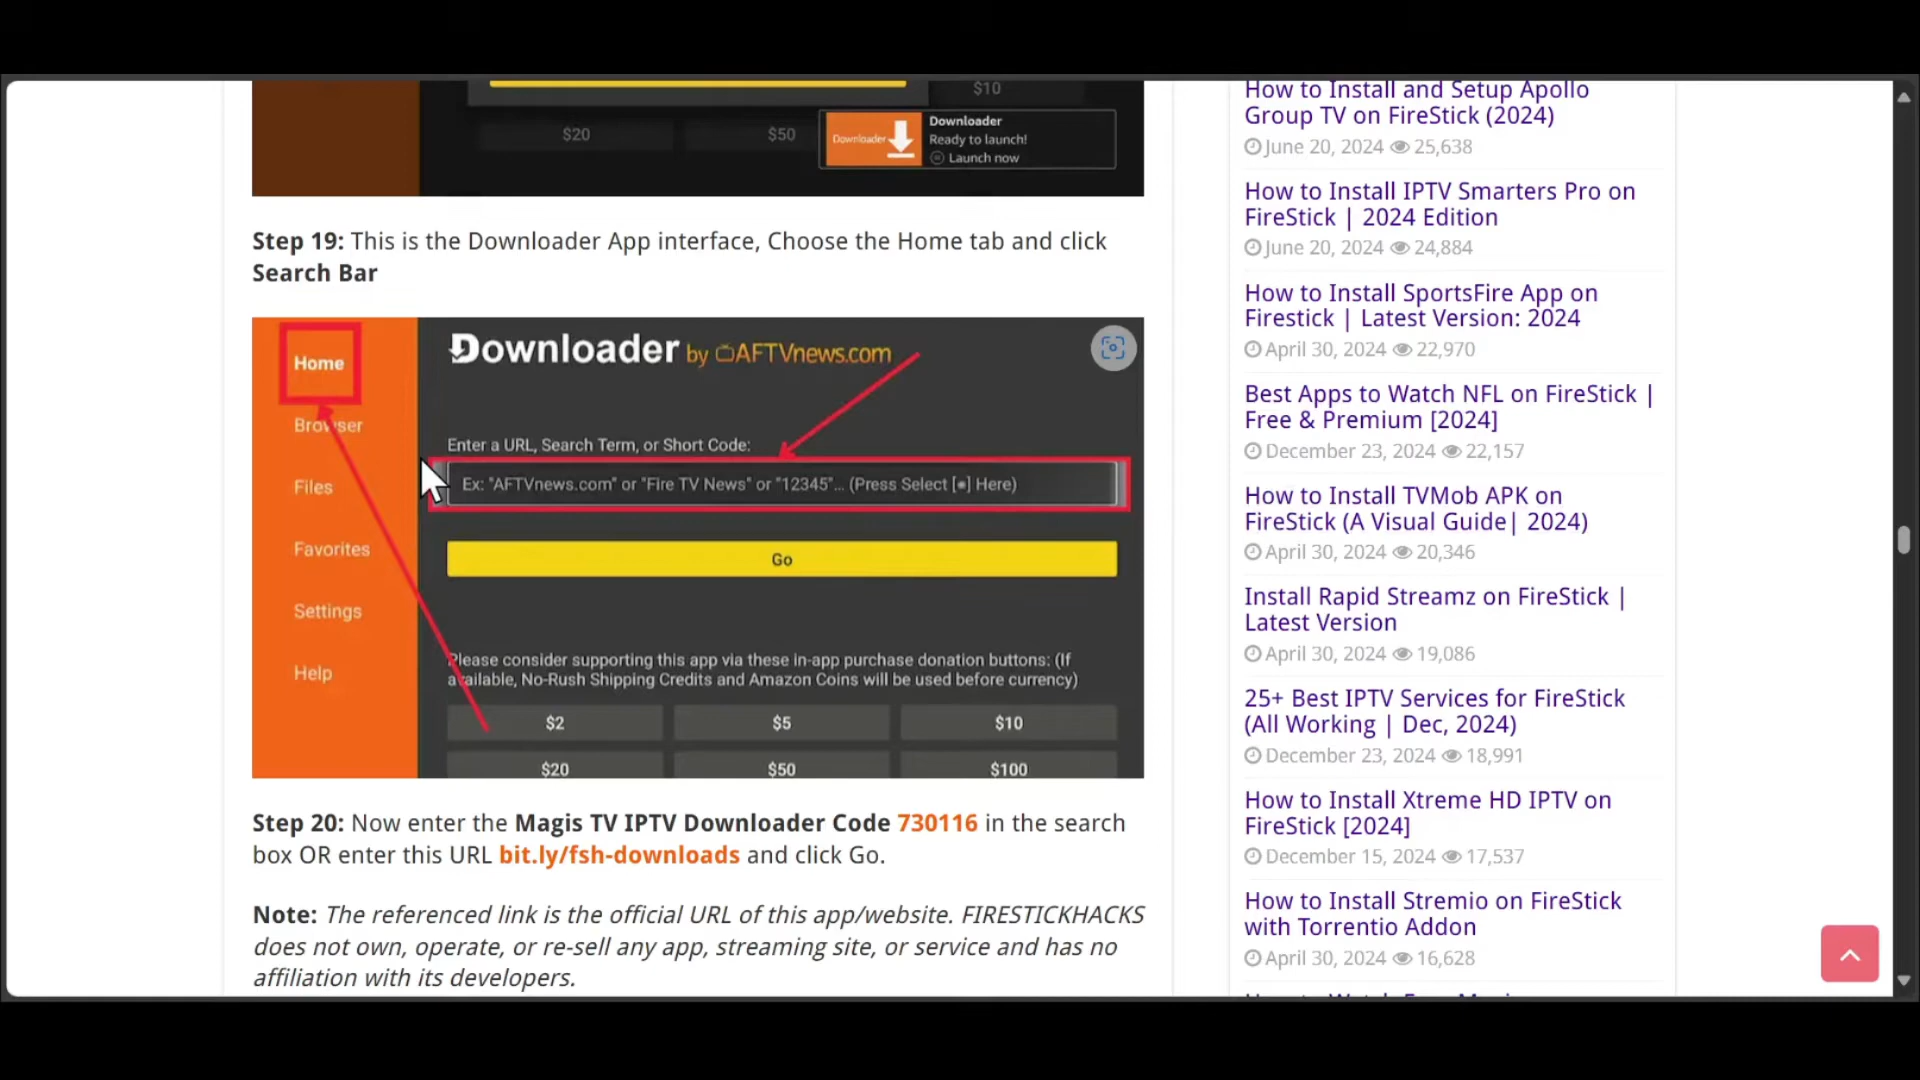 $10
$20
$50
Downloader
Downloader
Ready to launch!
Launch now
Step 19: This is the Downloader App interface, Choose the Home tab and click
Search Bar
Home
Browser
Files
Favorites
Settings
Help
Downloader by AFTVnews.com
Enter a URL, Search Term, or Short Code:
Ex: "AFTVnews.com" or "Fire TV News" or "12345"... (Press Select [●] Here)
Go
Please consider supporting this app via these in-app purchase donation buttons: (If
available, No-Rush Shipping Credits and Amazon Coins will be used before currency)
$2
$5
$10
$20
$50
$100
Step 20: Now enter the Magis TV IPTV Downloader Code 730116 in the search
box OR enter this URL bit.ly/fsh-downloads and click Go.
Note: The referenced link is the official URL of this app/website. FIRESTICKHACKS
does not own, operate, or re-sell any app, streaming site, or service and has no
affiliation with its developers.
How to Install and Setup Apollo
Group TV on FireStick (2024)
June 20, 2024 25,638
How to Install IPTV Smarters Pro on
FireStick | 2024 Edition
June 20, 2024 24,884
How to Install SportsFire App on
Firestick | Latest Version: 2024
April 30, 2024 22,970
Best Apps to Watch NFL on FireStick |
Free & Premium [2024]
December 23, 2024 22,157
How to Install TVMob APK on
FireStick (A Visual Guide| 2024)
April 30, 2024 20,346
Install Rapid Streamz on FireStick |
Latest Version
April 30, 2024 19,086
25+ Best IPTV Services for FireStick
(All Working | Dec, 2024)
December 23, 2024 18,991
How to Install Xtreme HD IPTV on
FireStick [2024]
December 15, 2024 17,537
How to Install Stremio on FireStick
with Torrentio Addon
April 30, 2024 16,628